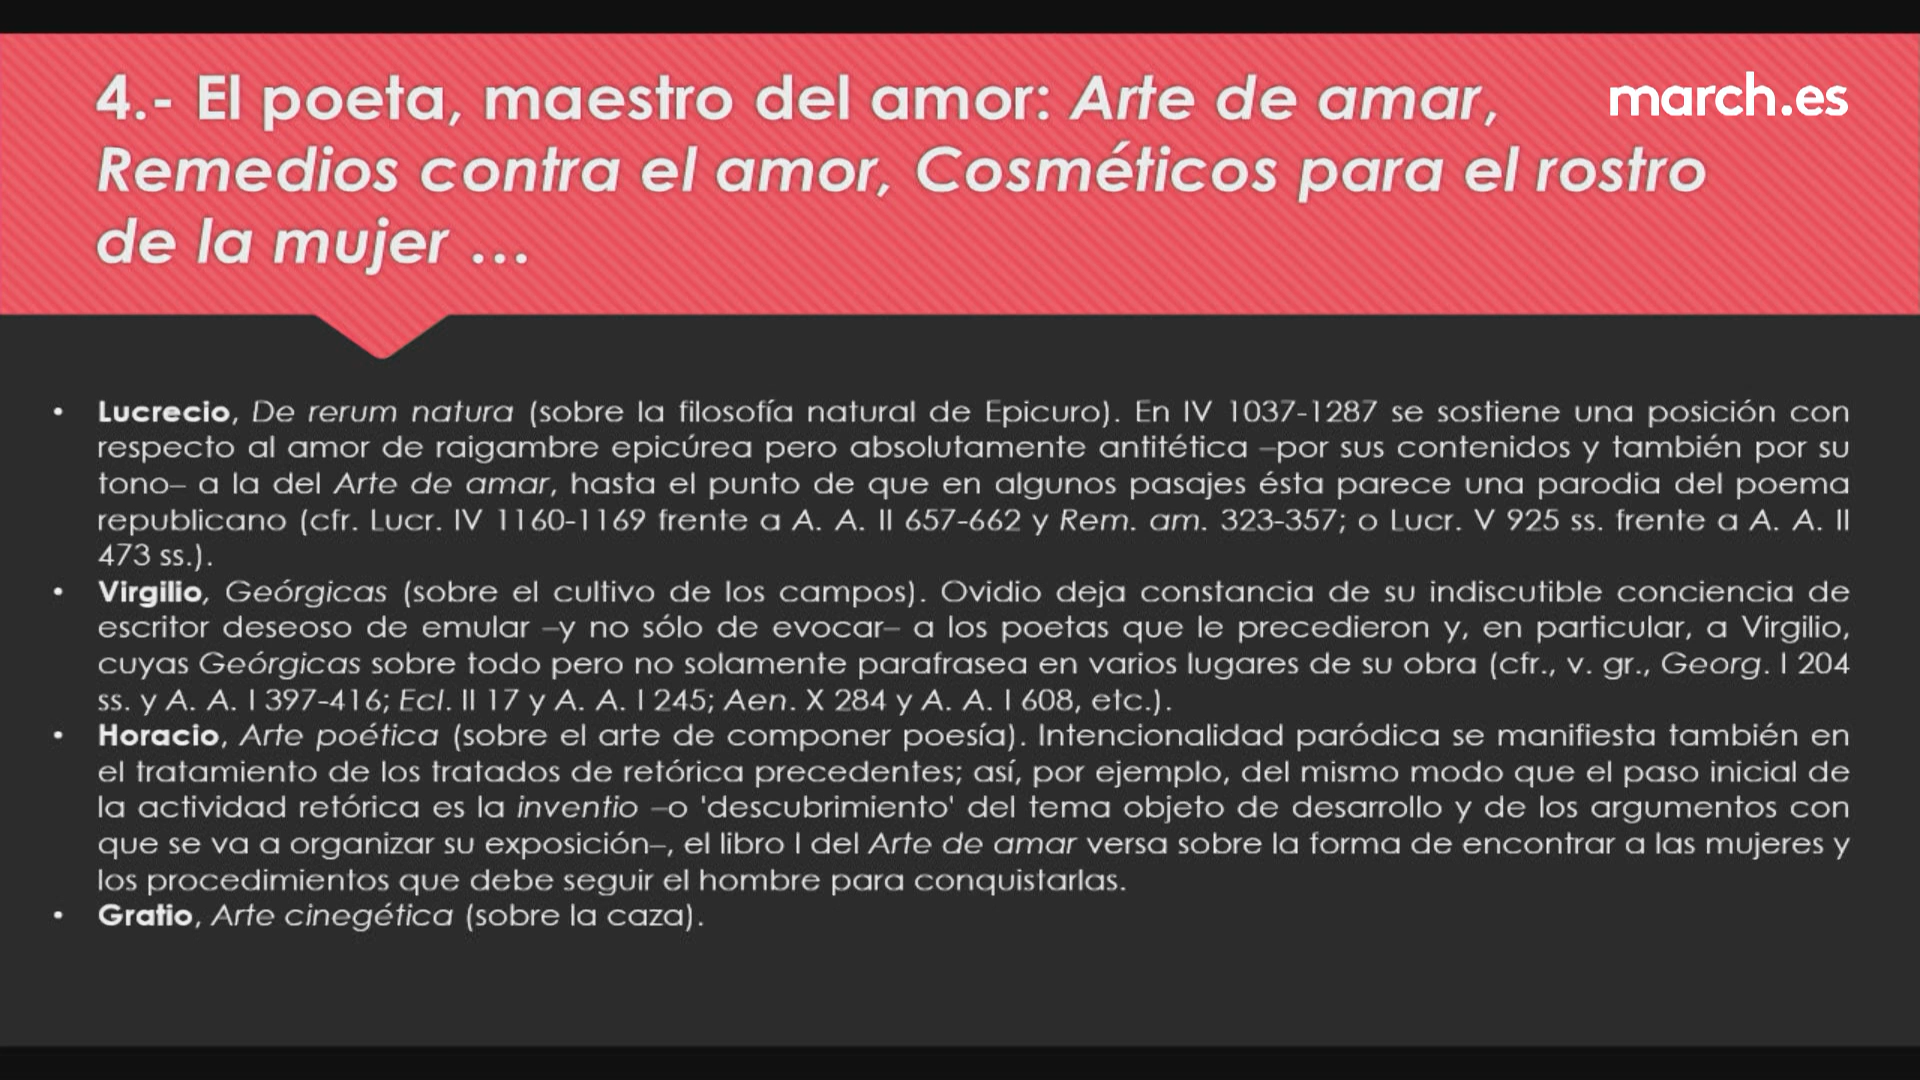 4.- El poeta, maestro del amor: Arte de amar,
march.es
Remedios contra el amor, Cosméticos para el rostro
de la mujer ...
• Lucrecio, De rerum natura (sobre la filosofía natural de Epicuro). En IV 1037-1287 se sostiene una posición con
respecto al amor de raigambre epicúrea pero absolutamente antitética –por sus contenidos y también por su
tono– a la del Arte de amar, hasta el punto de que en algunos pasajes ésta parece una parodia del poema
republicano (cfr. Lucr. IV 1160-1169 frente a A. A. II 657-662 y Rem. am. 323-357; o Lucr. V 925 ss. frente a A. A. II
473 ss.).
• Virgilio, Geórgicas (sobre el cultivo de los campos). Ovidio deja constancia de su indiscutible conciencia de
escritor deseoso de emular –y no sólo de evocar– a los poetas que le precedieron y, en particular, a Virgilio,
cuyas Geórgicas sobre todo pero no solamente parafrasea en varios lugares de su obra (cfr., v. gr., Georg. I 204
ss. y A. A. I 397-416; Ecl. II 17 y A. A. I 245; Aen. X 284 y A. A. I 608, etc.).
• Horacio, Arte poética (sobre el arte de componer poesía). Intencionalidad paródica se manifiesta también en
el tratamiento de los tratados de retórica precedentes; así, por ejemplo, del mismo modo que el paso inicial de
la actividad retórica es la inventio –o 'descubrimiento' del tema objeto de desarrollo y de los argumentos con
que se va a organizar su exposición–, el libro I del Arte de amar versa sobre la forma de encontrar a las mujeres y
los procedimientos que debe seguir el hombre para conquistarlas.
• Gratio, Arte cinegética (sobre la caza).